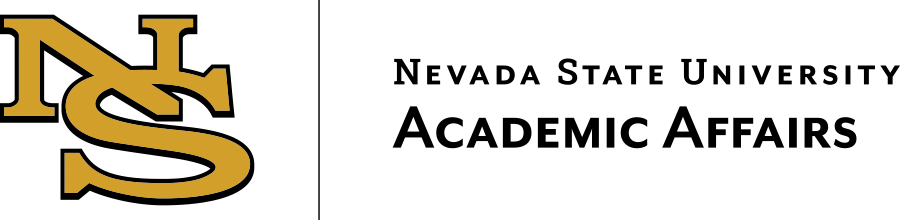 NS
NEVADA STATE UNIVERSITY
ACADEMIC AFFAIRS